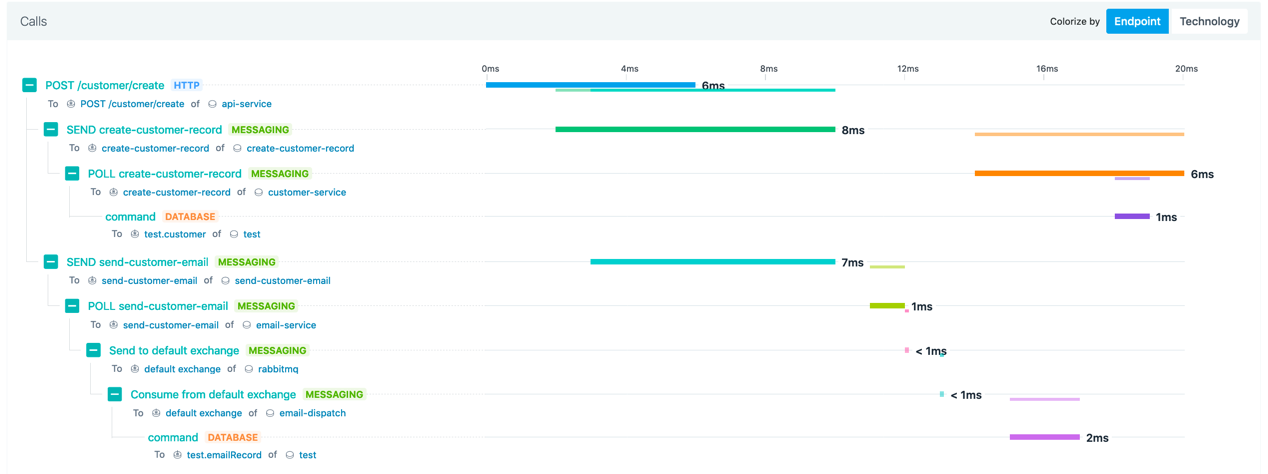 Calls Colorize by Endpoint Technology
0ms 4ms 8ms 12ms 16ms 20ms
POST /customer/create HTTP 6ms
To POST /customer/create of api-service
SEND create-customer-record MESSAGING 8ms
To create-customer-record of create-customer-record
POLL create-customer-record MESSAGING 6ms
To create-customer-record of customer-service
command DATABASE 1ms
To test.customer of test
SEND send-customer-email MESSAGING 7ms
To send-customer-email of send-customer-email
POLL send-customer-email MESSAGING 1ms
To send-customer-email of email-service
Send to default exchange MESSAGING < 1ms
To default exchange of rabbitmq
Consume from default exchange MESSAGING < 1ms
To default exchange of email-dispatch
command DATABASE 2ms
To test.emailRecord of test